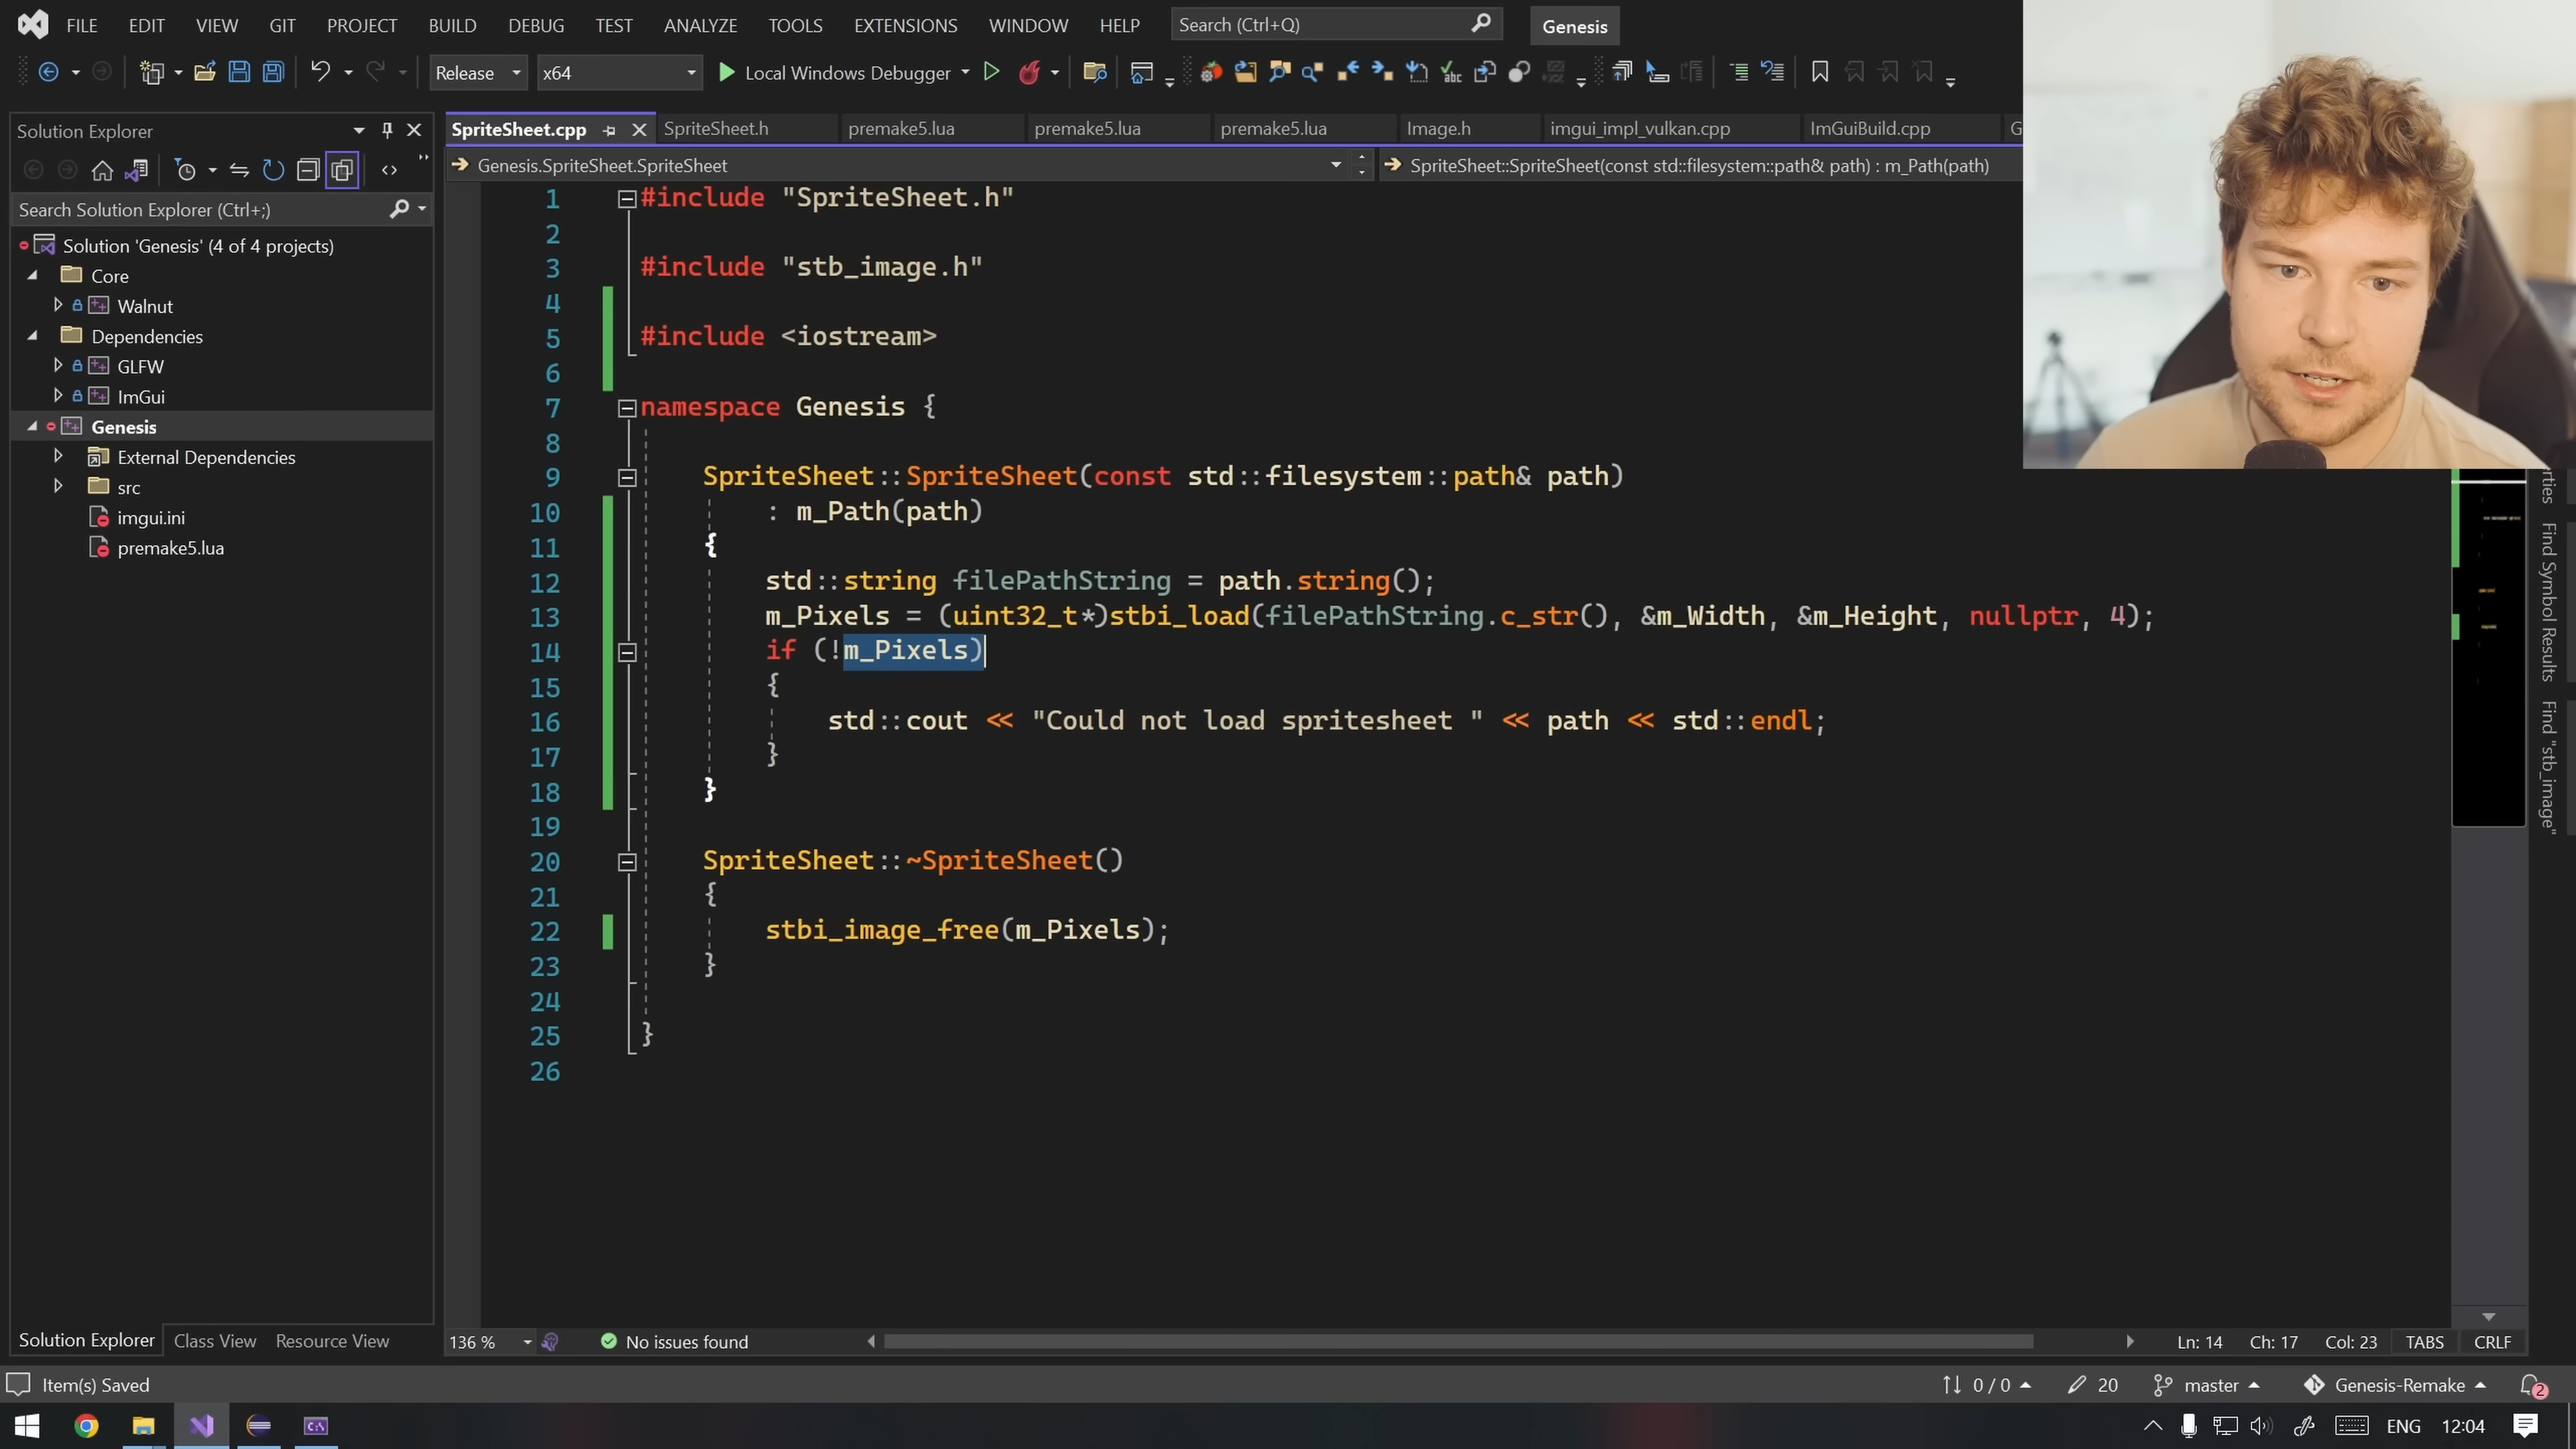 FILE EDIT VIEW GIT PROJECT BUILD DEBUG TEST ANALYZE TOOLS EXTENSIONS WINDOW HELP Search (Ctrl+Q) Genesis
Release x64 Local Windows Debugger
Solution Explorer
Search Solution Explorer (Ctrl+;)
Solution 'Genesis' (4 of 4 projects)
Core
Walnut
Dependencies
GLFW
ImGui
Genesis
External Dependencies
src
imgui.ini
premake5.lua
Solution Explorer Class View Resource View
SpriteSheet.cpp SpriteSheet.h premake5.lua premake5.lua premake5.lua Image.h imgui_impl_vulkan.cpp ImGuiBuild.cpp G
Genesis.SpriteSheet.SpriteSheet SpriteSheet::SpriteSheet(const std::filesystem::path& path) : m_Path(path)
1 #include "SpriteSheet.h"
2
3 #include "stb_image.h"
4
5 #include <iostream>
6
7 namespace Genesis {
8
9 SpriteSheet::SpriteSheet(const std::filesystem::path& path)
10 : m_Path(path)
11 {
12 std::string filePathString = path.string();
13 m_Pixels = (uint32_t*)stbi_load(filePathString.c_str(), &m_Width, &m_Height, nullptr, 4);
14 if (!m_Pixels)
15 {
16 std::cout << "Could not load spritesheet " << path << std::endl;
17 }
18 }
19
20 SpriteSheet::~SpriteSheet()
21 {
22 stbi_image_free(m_Pixels);
23 }
24
25 }
26
rties
Find Symbol Results
Find "stb_image"
136 % No issues found Ln: 14 Ch: 17 Col: 23 TABS CRLF
Item(s) Saved 0 / 0 20 master Genesis-Remake 2
ENG 12:04